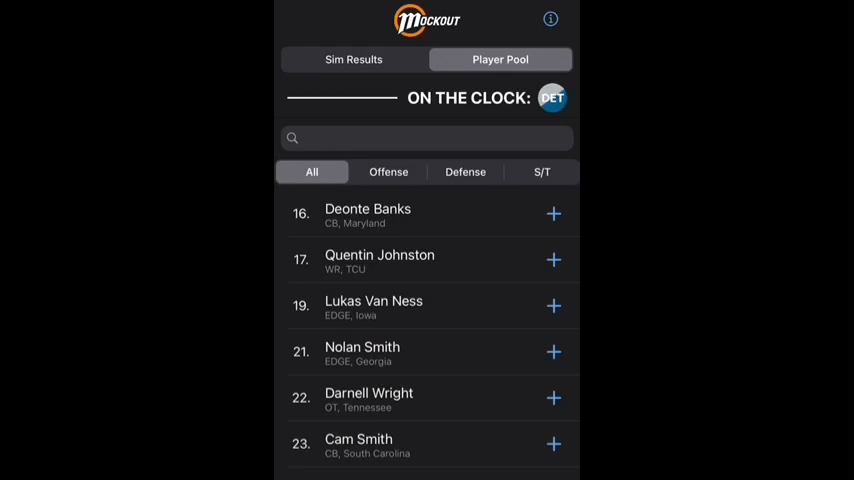 MOCKOUT
Sim Results
Player Pool
ON THE CLOCK: DET
All
Offense
Defense
S/T
16. Deonte Banks
CB, Maryland
17. Quentin Johnston
WR, TCU
19. Lukas Van Ness
EDGE, Iowa
21. Nolan Smith
EDGE, Georgia
22. Darnell Wright
OT, Tennessee
23. Cam Smith
CB, South Carolina